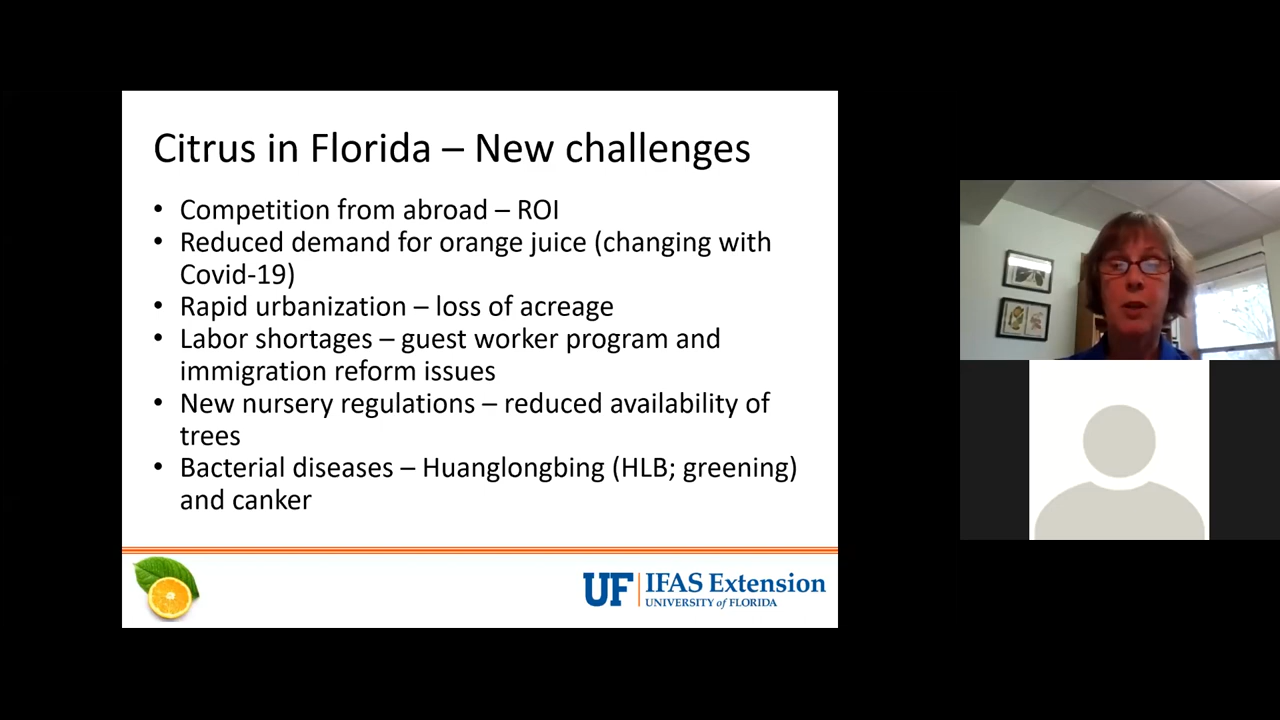 Citrus in Florida – New challenges
• Competition from abroad – ROI
• Reduced demand for orange juice (changing with
Covid-19)
• Rapid urbanization – loss of acreage
• Labor shortages – guest worker program and
immigration reform issues
• New nursery regulations – reduced availability of
trees
• Bacterial diseases – Huanglongbing (HLB; greening)
and canker
UF IFAS Extension
UNIVERSITY of FLORIDA